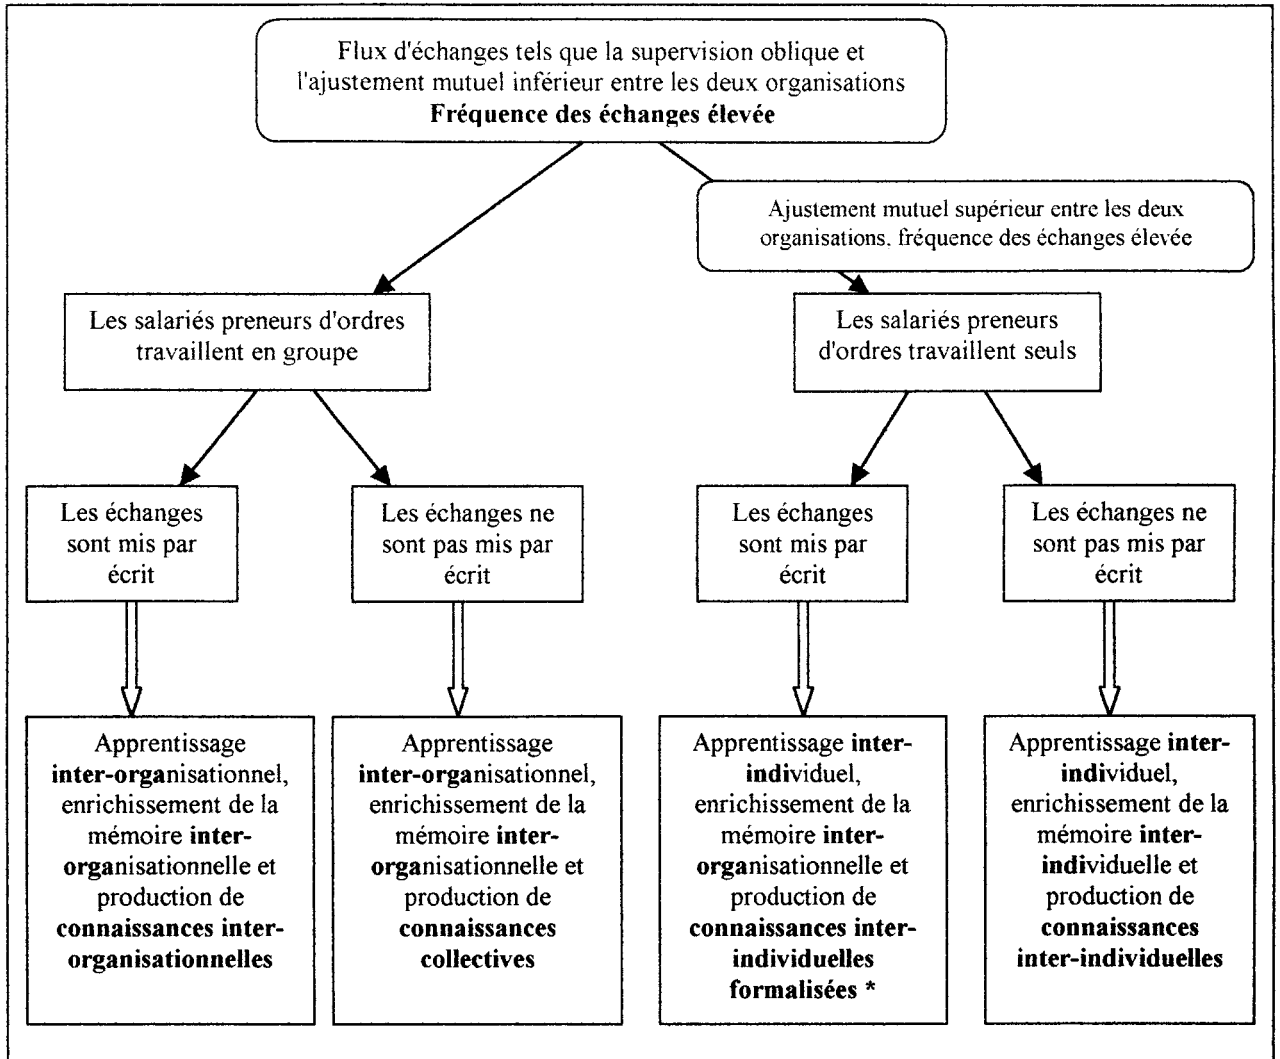 Flux d'échanges tels que la supervision oblique et
l'ajustement mutuel inférieur entre les deux organisations
Fréquence des échanges élevée
Ajustement mutuel supérieur entre les deux
organisations, fréquence des échanges élevée
Les salariés preneurs d'ordres
travaillent en groupe
Les salariés preneurs
d'ordres travaillent seuls
Les échanges
sont mis par
écrit
Les échanges ne
sont pas mis par
écrit
Les échanges
sont mis par
écrit
Les échanges ne
sont pas mis par
écrit
Apprentissage
inter-organisationnel,
enrichissement de la
mémoire inter-
organisationnelle et
production de
connaissances inter-
organisationnelles
Apprentissage
inter-organisationnel,
enrichissement de la
mémoire inter-
organisationnelle et
production de
connaissances
collectives
Apprentissage inter-
individuel,
enrichissement de la
mémoire inter-
organisationnelle et
production de
connaissances inter-
individuelles
formalisées *
Apprentissage inter-
individuel,
enrichissement de la
mémoire inter-
individuelle et
production de
connaissances
inter-individuelles